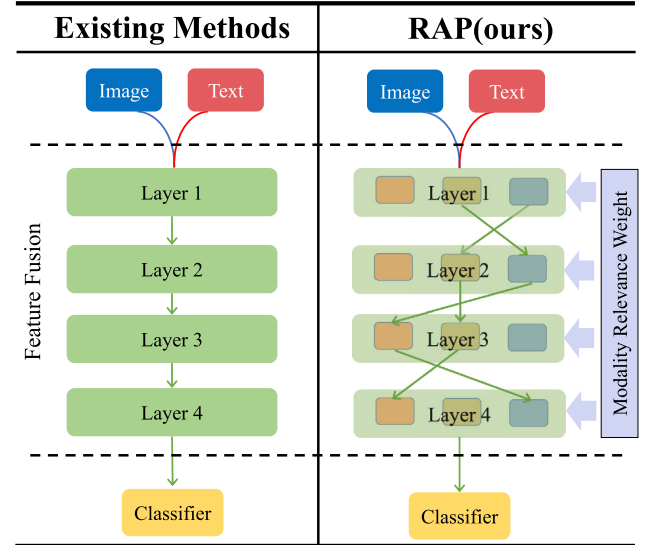 Existing Methods
RAP(ours)
Image
Text
Image
Text
Feature Fusion
Layer 1
Layer 2
Layer 3
Layer 4
Layer 1
Layer 2
Layer 3
Layer 4
Modality Relevance Weight
Classifier
Classifier